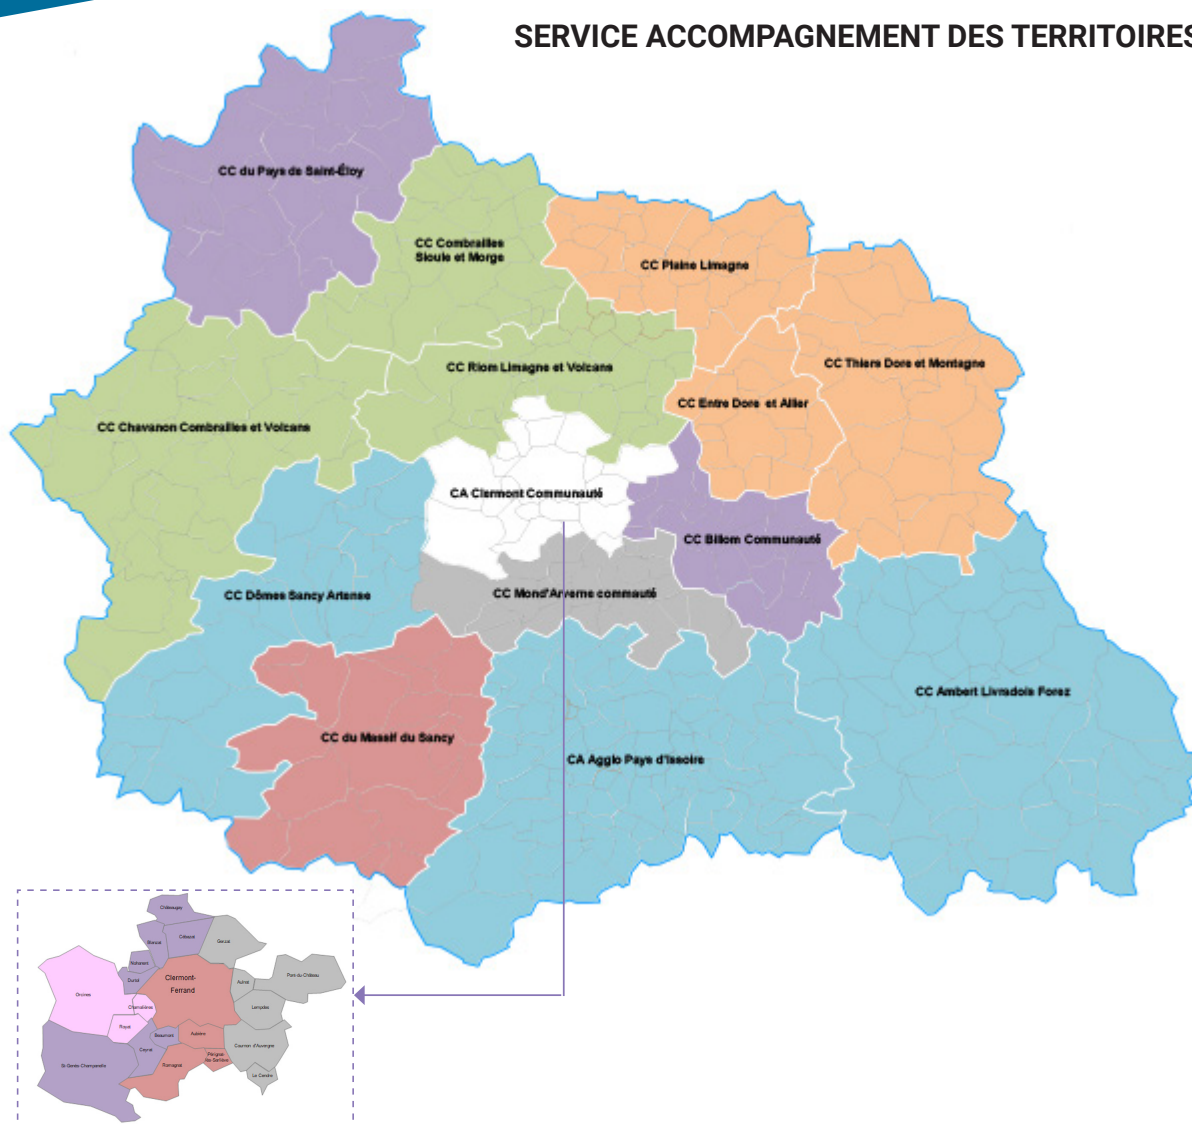 SERVICE ACCOMPAGNEMENT DES TERRITOIRES
CC du Pays de Saint-Éloy
CC Combrailles
Sioule et Morge
CC Plaine Limagne
CC Riom Limagne et Volcans
CC Thiers Dore et Montagne
CC Entre Dore et Allier
CC Chavanon Combrailles et Volcans
CA Clermont Communauté
CC Billom Communauté
CC Dômes Sancy Artense
CC Mond'Arverne commauté
CC Ambert Livradois Forez
CC du Massif du Sancy
CA Agglo Pays d'Issoire
Châteaugay
Blanzat
Cébazat
Gerzat
Nohanent
Durtol
Clermont-
Ferrand
Aulnat
Pont-du-Château
Orcines
Chamalières
Lempdes
Royat
Beaumont
Aubière
Cournon d'Auvergne
Ceyrat
Pérignat
lès-Sarliève
Romagnat
St-Genès-Champanelle
Le Cendre